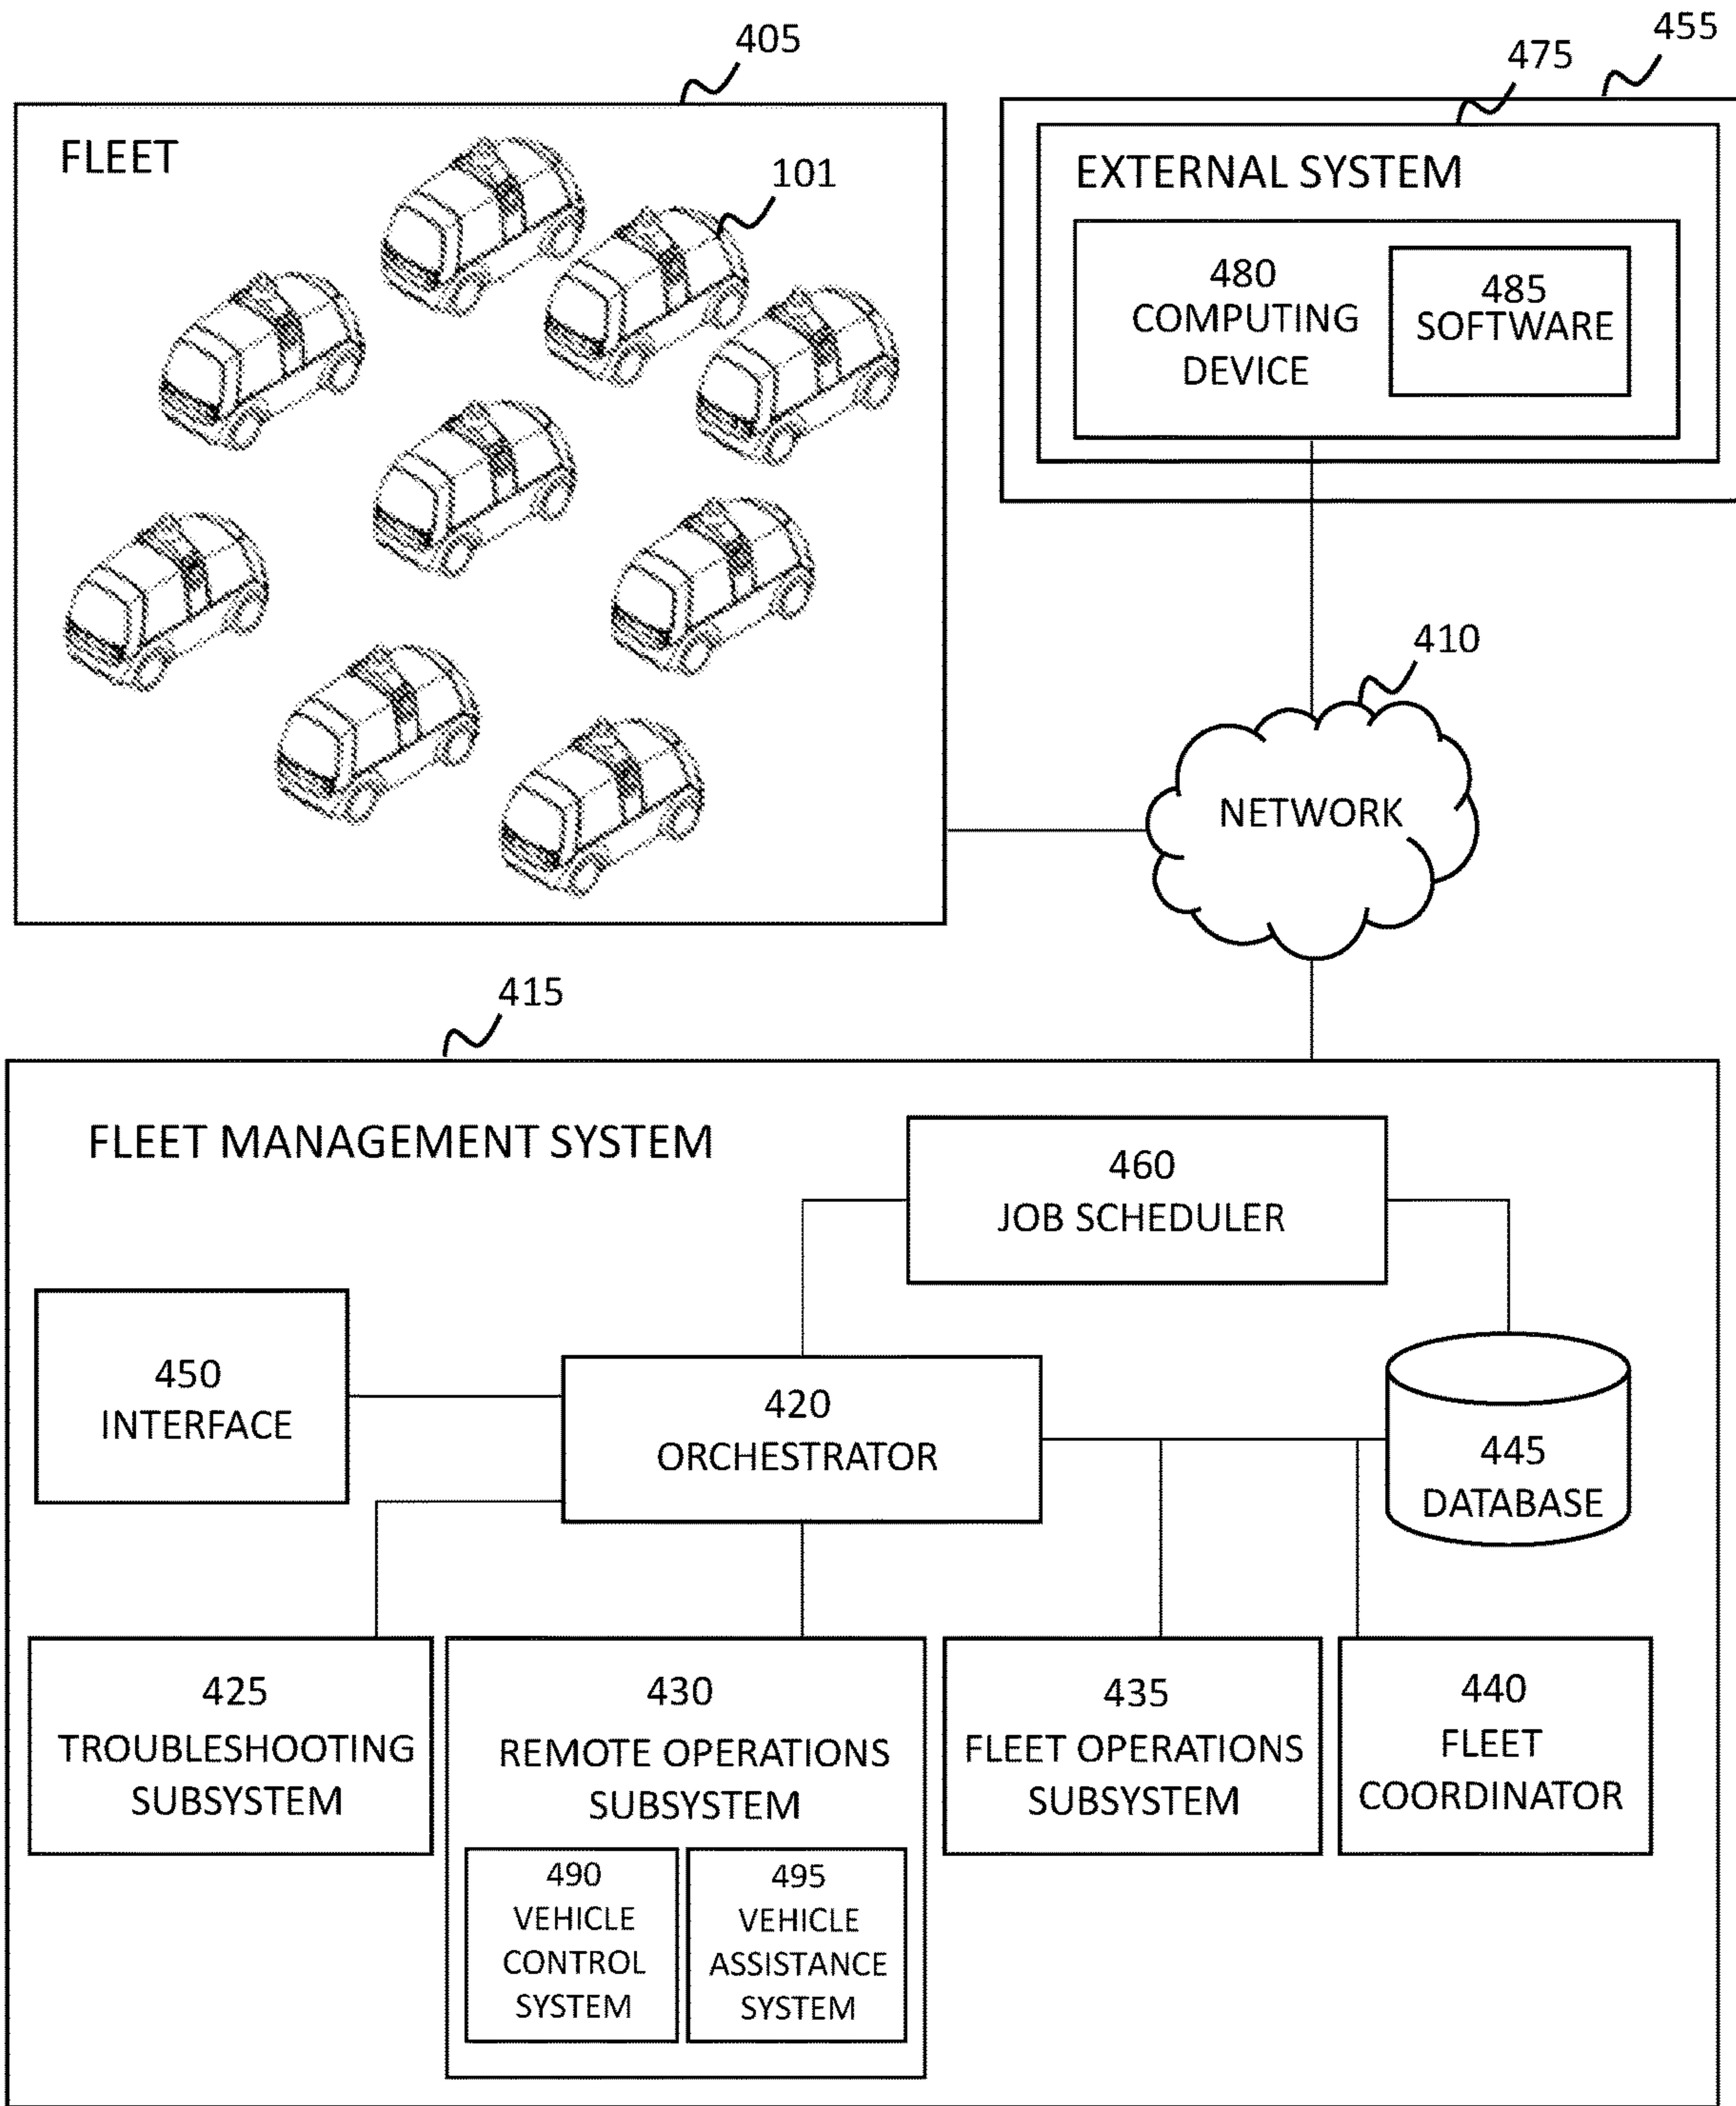 405
455
475
FLEET
101
EXTERNAL SYSTEM
480
COMPUTING
DEVICE
485
SOFTWARE
410
NETWORK
415
FLEET MANAGEMENT SYSTEM
460
JOB SCHEDULER
450
INTERFACE
420
ORCHESTRATOR
445
DATABASE
425
TROUBLESHOOTING
SUBSYSTEM
430
REMOTE OPERATIONS
SUBSYSTEM
490
VEHICLE
CONTROL
SYSTEM
495
VEHICLE
ASSISTANCE
SYSTEM
435
FLEET OPERATIONS
SUBSYSTEM
440
FLEET
COORDINATOR